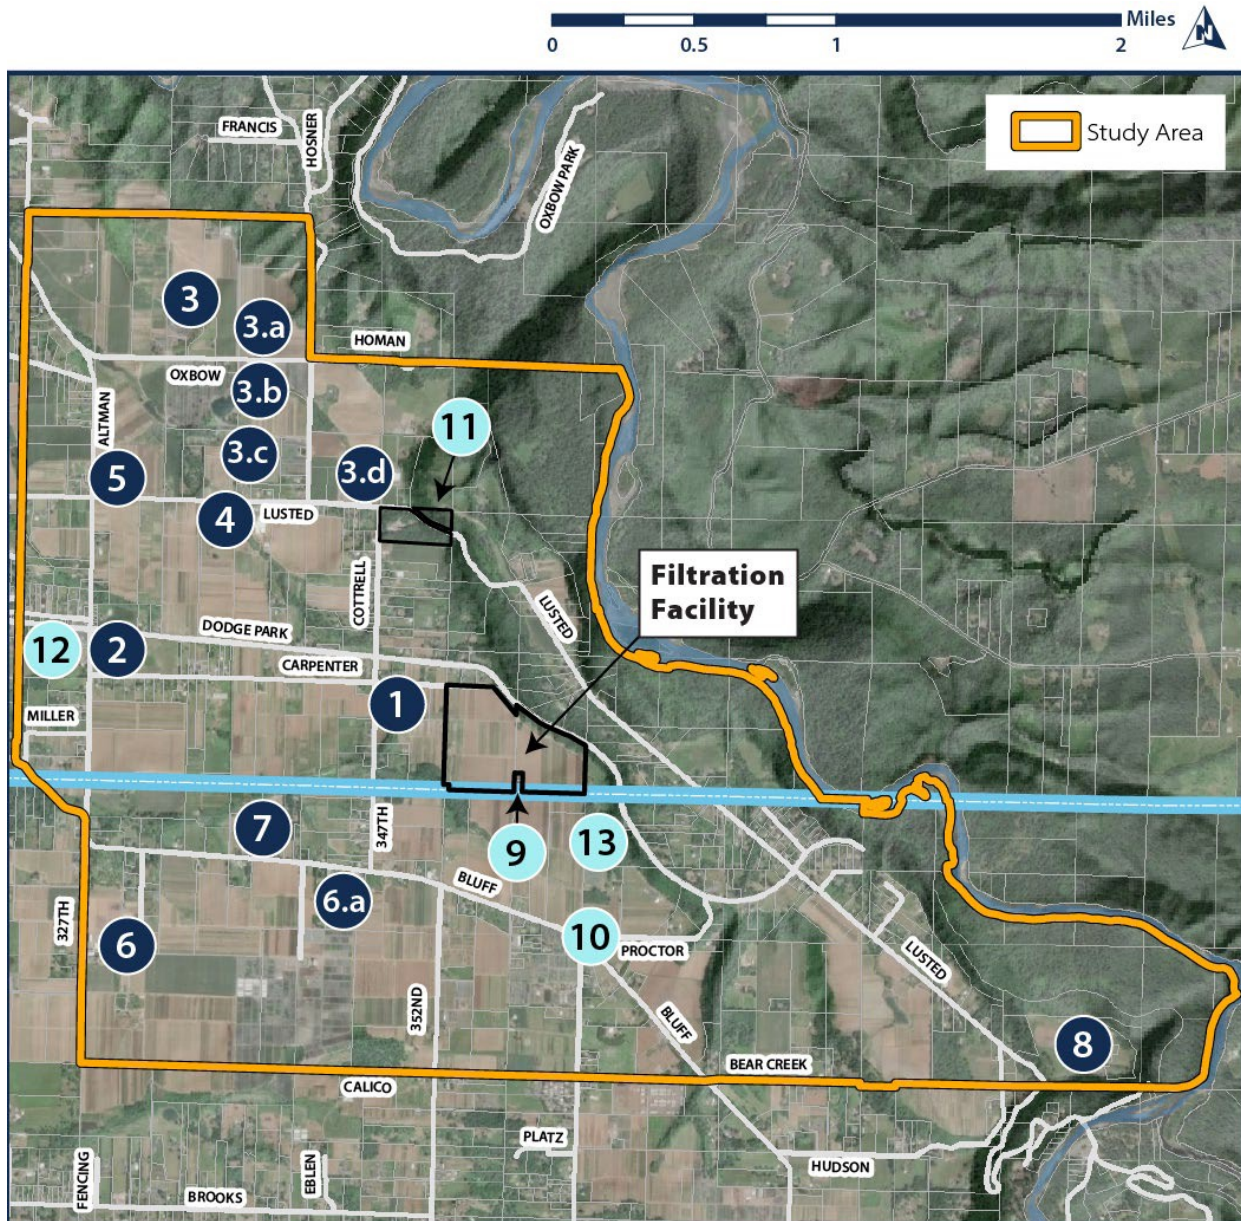 Miles
0
0.5
1
2
N
Study Area
FRANCIS
HOSNER
OXBOW PARK
3
3.a
HOMAN
OXBOW
3.b
ALTMAN
11
3.c
3.d
5
4
LUSTED
COTTRELL
Filtration
Facility
LUSTED
DODGE PARK
12
2
CARPENTER
1
MILLER
7
347TH
9
13
BLUFF
6.a
327TH
6
10
PROCTOR
LUSTED
352ND
BLUFF
8
BEAR CREEK
CALICO
PLATZ
HUDSON
FENCING
EBLEN
BROOKS